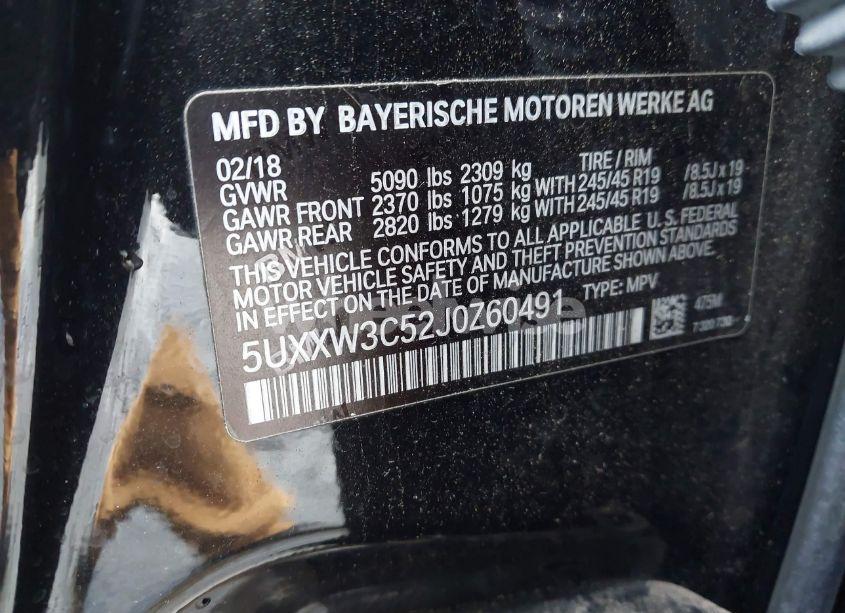 MFD BY BAYERISCHE MOTOREN WERKE AG
02/18 TIRE / RIM
GVWR 5090 lbs 2309 kg
GAWR FRONT 2370 lbs 1075 kg WITH 245/45 R19 /8.5J x 19
GAWR REAR 2820 lbs 1279 kg WITH 245/45 R19 /8.5J x 19
THIS VEHICLE CONFORMS TO ALL APPLICABLE U.S. FEDERAL
MOTOR VEHICLE SAFETY AND THEFT PREVENTION STANDARDS
IN EFFECT ON THE DATE OF MANUFACTURE SHOWN ABOVE.
TYPE: MPV
5UXXW3C52J0Z60491
475M